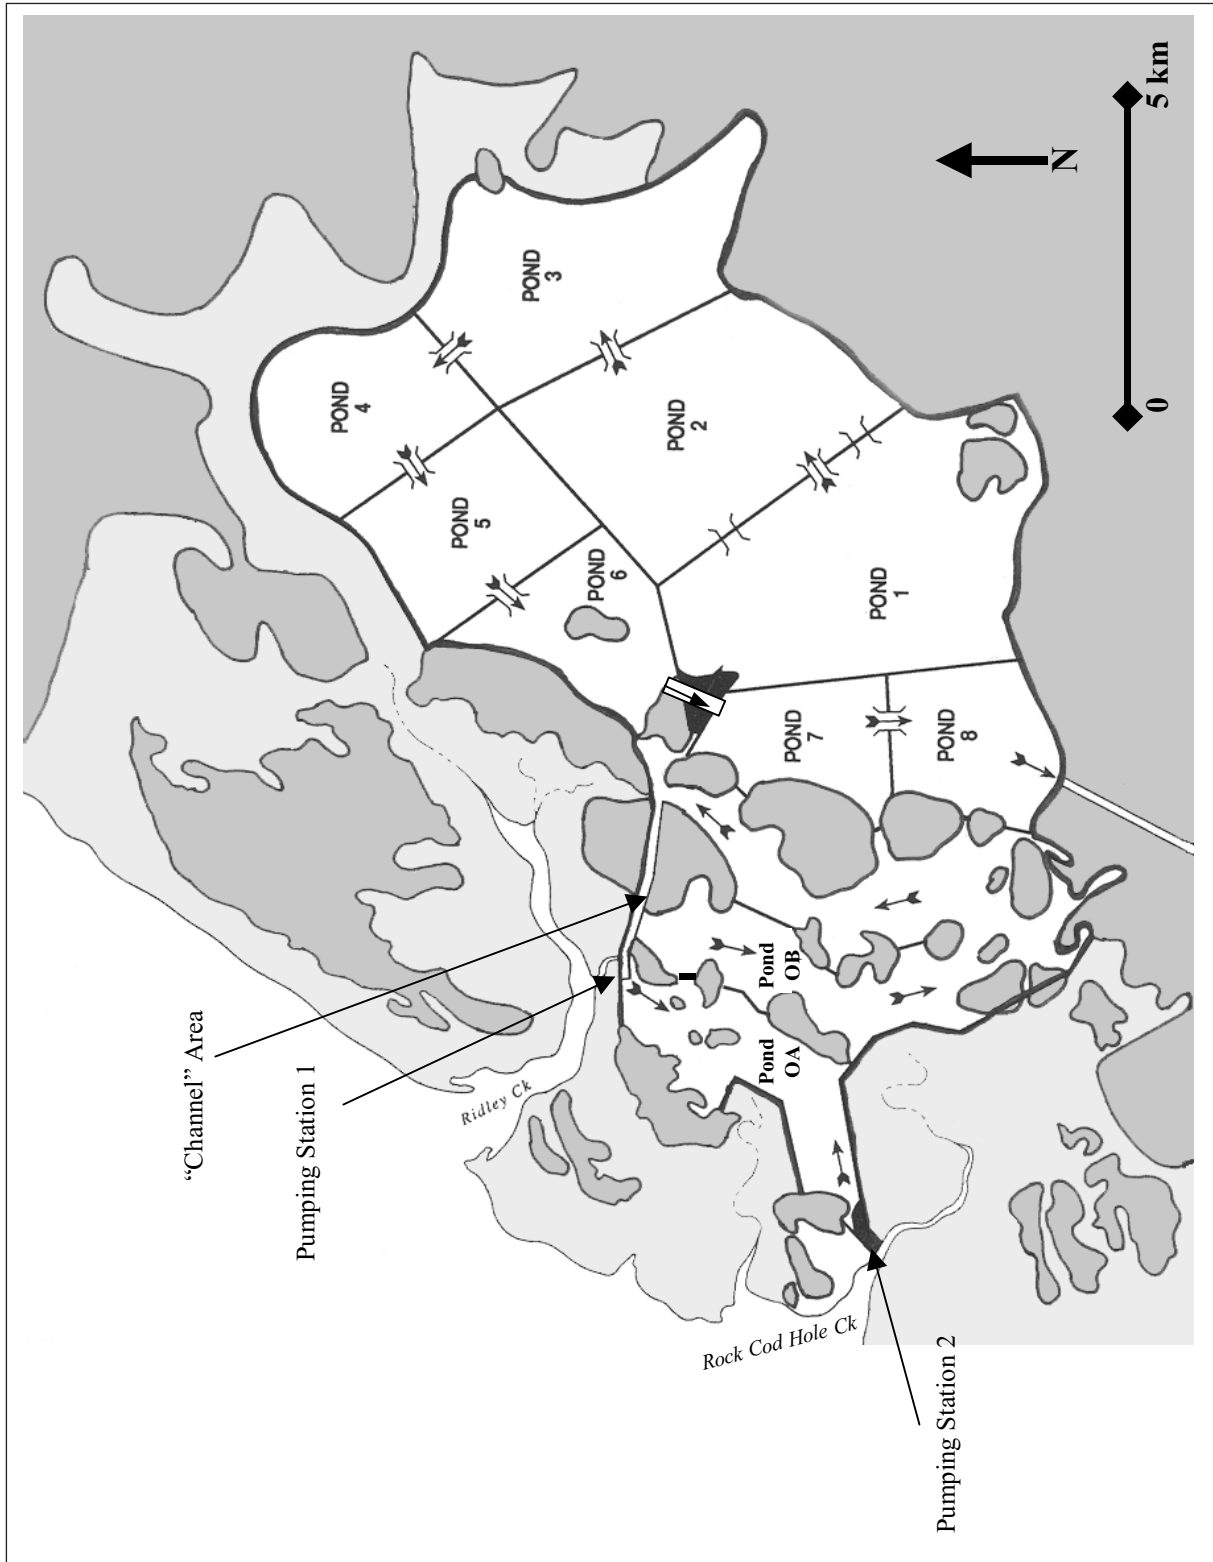 "Channel" Area
Pumping Station 1
Ridley Ck
Rock Cod Hole Ck
Pumping Station 2
POND
4
POND
3
POND
5
POND
2
POND
6
POND
1
POND
7
POND
8
Pond
OB
Pond
OA
N
0
5 km